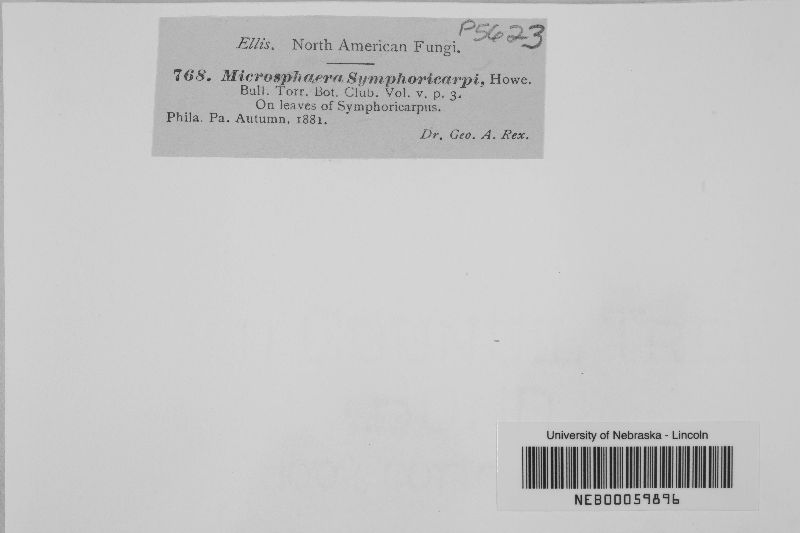 P5623
Ellis. North American Fungi.
768. Microsphaera Symphoricarpi, Howe.
Bull. Torr. Bot. Club. Vol. v. p. 3.
On leaves of Symphoricarpus.
Phila. Pa. Autumn, 1881.
Dr. Geo. A. Rex.
University of Nebraska - Lincoln
NEB00059896